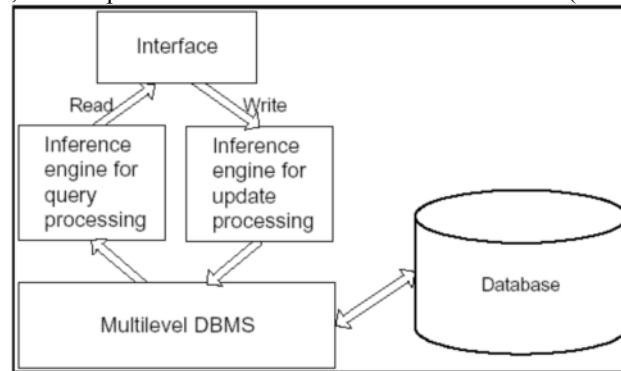 Interface
Read
Write
Inference
engine for
query
processing
Inference
engine for
update
processing
Database
Multilevel DBMS